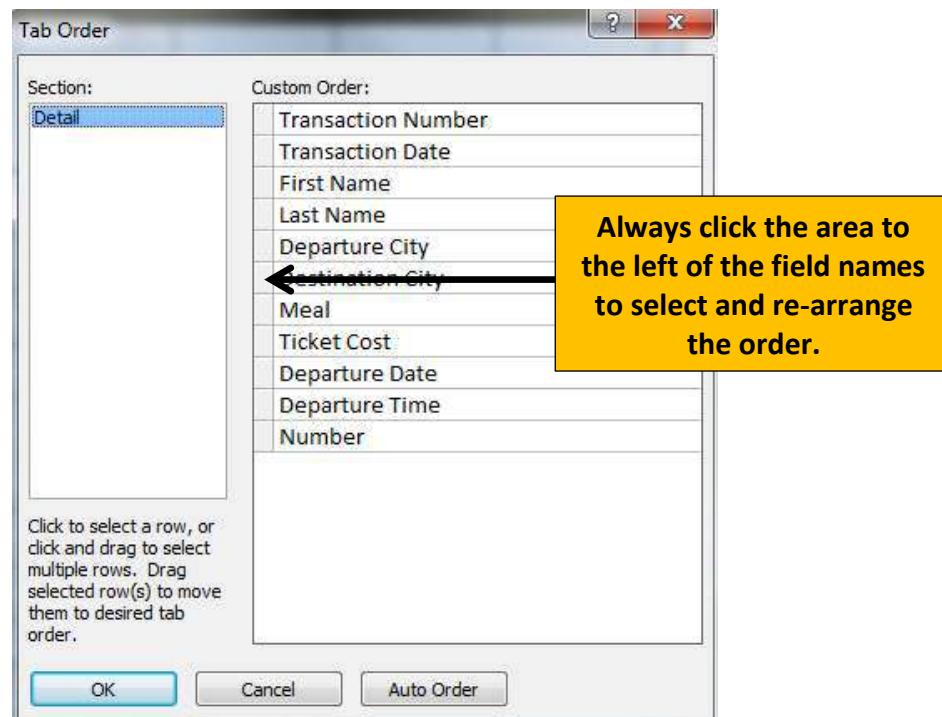 Tab Order
Section:
Detail
Click to select a row, or
click and drag to select
multiple rows. Drag
selected row(s) to move
them to desired tab
order.
Custom Order:
Transaction Number
Transaction Date
First Name
Last Name
Departure City
Destination City
Meal
Ticket Cost
Departure Date
Departure Time
Number
Always click the area to
the left of the field names
to select and re-arrange
the order.
OK
Cancel
Auto Order